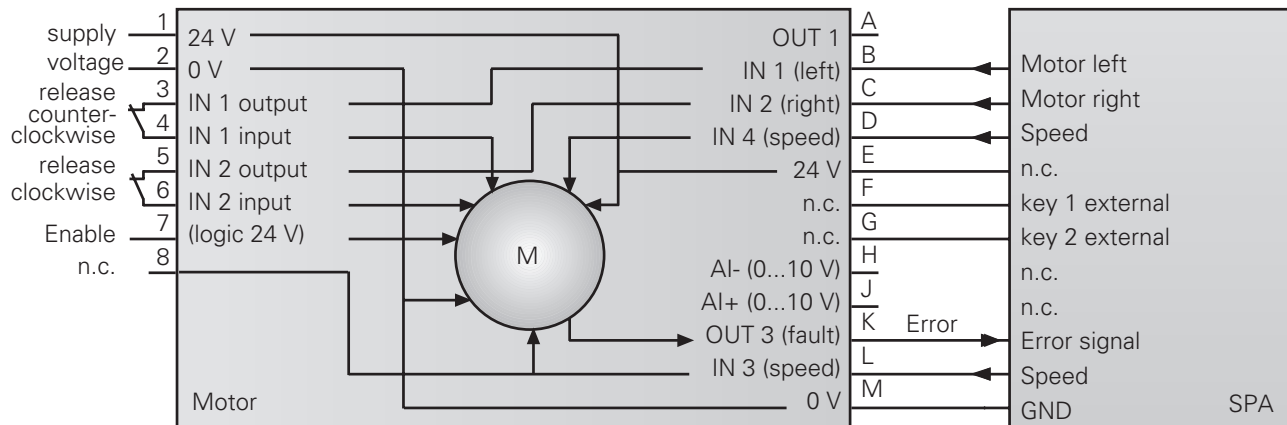 supply
voltage
release
counter-
clockwise
release
clockwise
Enable
n.c.
1
2
3
4
5
6
7
8
24 V
0 V
IN 1 output
IN 1 input
IN 2 output
IN 2 input
(logic 24 V)
Motor
M
OUT 1
IN 1 (left)
IN 2 (right)
IN 4 (speed)
24 V
n.c.
n.c.
AI- (0...10 V)
AI+ (0...10 V)
OUT 3 (fault)
IN 3 (speed)
0 V
A
B
C
D
E
F
G
H
J
K
L
M
Error
Motor left
Motor right
Speed
n.c.
key 1 external
key 2 external
n.c.
n.c.
Error signal
Speed
GND
SPA